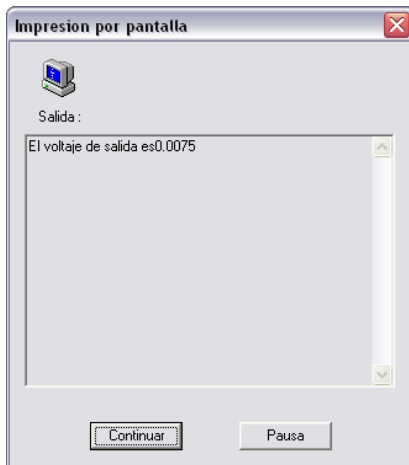 Impresion por pantalla
Salida :
El voltaje de salida es0.0075
Continuar
Pausa